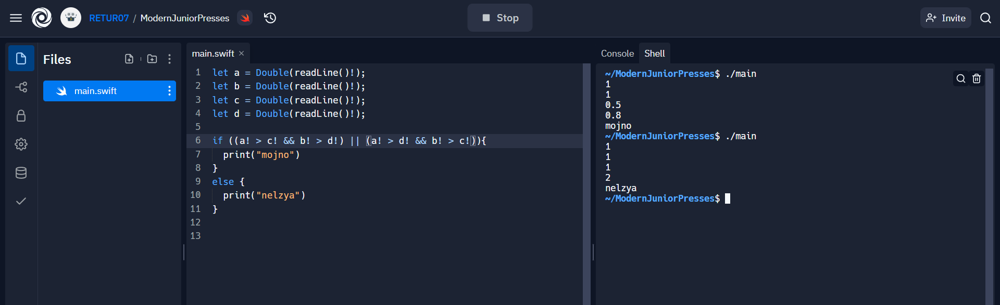 RETUR07 / ModernJuniorPresses
Stop
Invite
Files
main.swift
main.swift ×
1 let a = Double(readLine()!);
2 let b = Double(readLine()!);
3 let c = Double(readLine()!);
4 let d = Double(readLine()!);
5
6 if ((a! > c! && b! > d!) || (a! > d! && b! > c!)){
7 print("mojno")
8 }
9 else {
10 print("nelzya")
11 }
12
13
Console Shell
~/ModernJuniorPresses$ ./main
1
1
0.5
0.8
mojno
~/ModernJuniorPresses$ ./main
1
1
1
2
nelzya
~/ModernJuniorPresses$